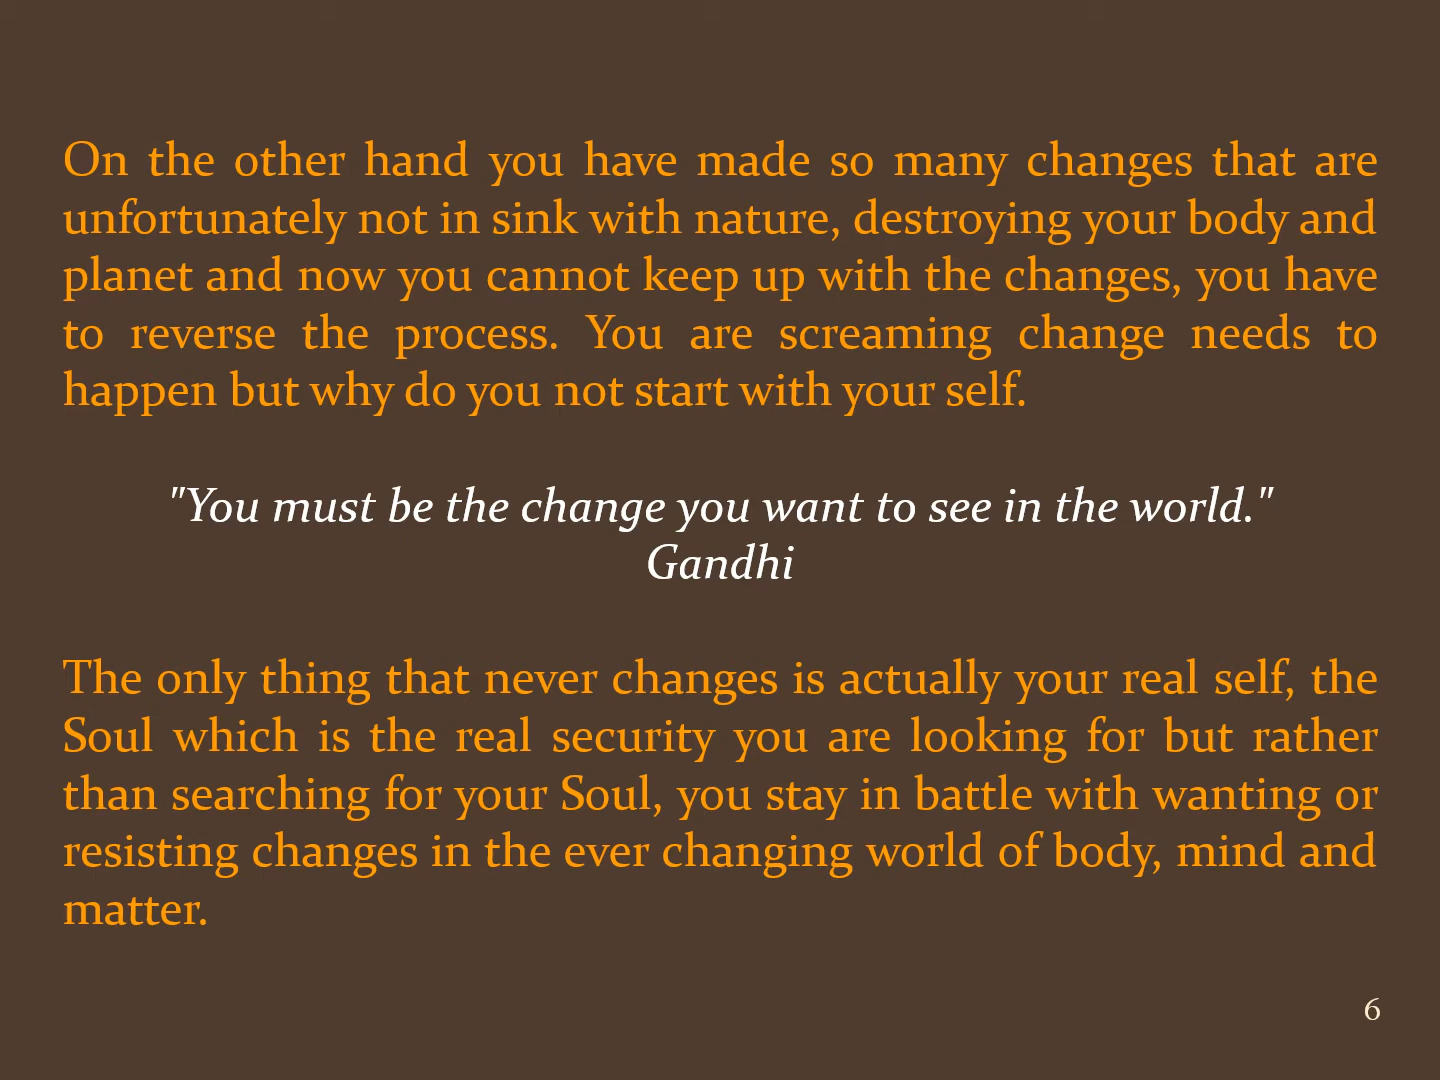 On the other hand you have made so many changes that are
unfortunately not in sink with nature, destroying your body and
planet and now you cannot keep up with the changes, you have
to reverse the process. You are screaming change needs to
happen but why do you not start with your self.
"You must be the change you want to see in the world."
Gandhi
The only thing that never changes is actually your real self, the
Soul which is the real security you are looking for but rather
than searching for your Soul, you stay in battle with wanting or
resisting changes in the ever changing world of body, mind and
matter.
6